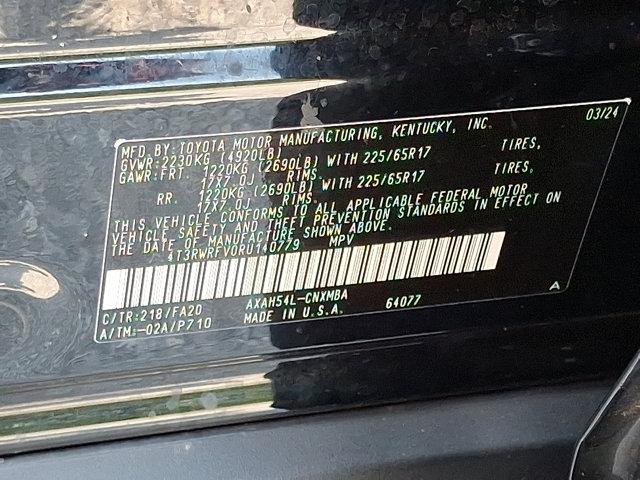 MFD.BY:TOYOTA MOTOR MANUFACTURING, KENTUCKY, INC. 03/24
GVWR:2230KG (4920LB)
GAWR:FRT. 1220KG (2690LB) WITH 225/65R17 TIRES,
17X7.0J RIMS.
RR. 1220KG (2690LB) WITH 225/65R17 TIRES,
17X7.0J RIMS.
THIS VEHICLE CONFORMS TO ALL APPLICABLE FEDERAL MOTOR
VEHICLE SAFETY AND THEFT PREVENTION STANDARDS IN EFFECT ON
THE DATE OF MANUFACTURE SHOWN ABOVE.
4T3RWRFV0RU140779 MPV
C/TR:218/FA20 AXAH54L-CNXMBA 64077 A
A/TM:-02A/P710 MADE IN U.S.A.